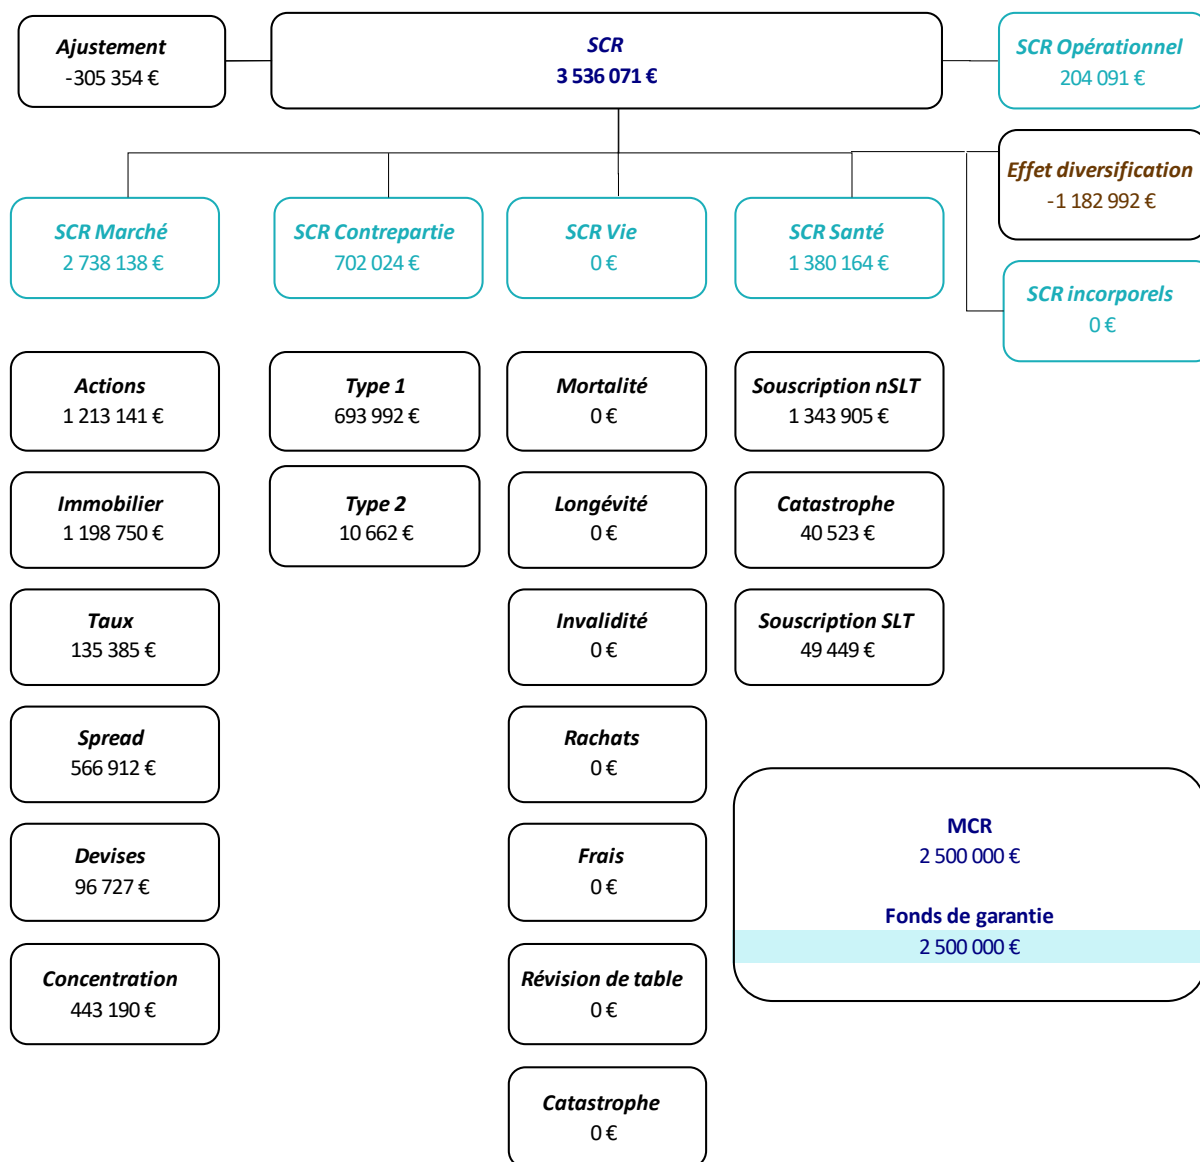 Ajustement
-305 354 €
SCR
3 536 071 €
SCR Opérationnel
204 091 €
Effet diversification
-1 182 992 €
SCR Marché
2 738 138 €
SCR Contrepartie
702 024 €
SCR Vie
0 €
SCR Santé
1 380 164 €
SCR incorporels
0 €
Actions
1 213 141 €
Type 1
693 992 €
Mortalité
0 €
Souscription nSLT
1 343 905 €
Immobilier
1 198 750 €
Type 2
10 662 €
Longévité
0 €
Catastrophe
40 523 €
Taux
135 385 €
Invalidité
0 €
Souscription SLT
49 449 €
Spread
566 912 €
Rachats
0 €
Devises
96 727 €
Frais
0 €
MCR
2 500 000 €
Fonds de garantie
2 500 000 €
Concentration
443 190 €
Révision de table
0 €
Catastrophe
0 €